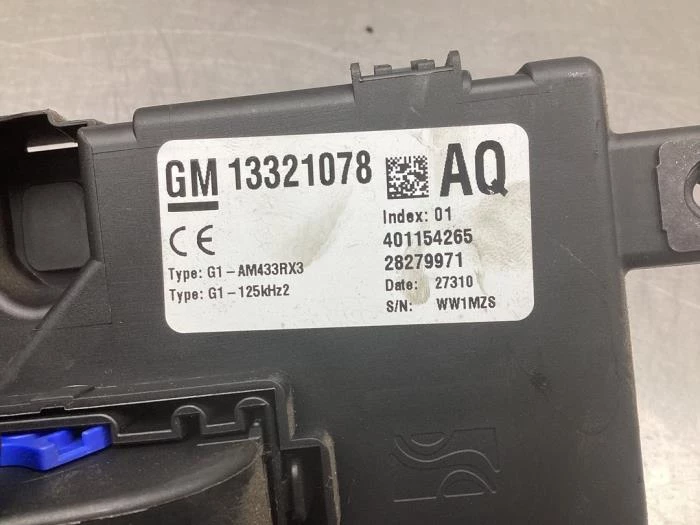 GM 13321078 AQ
Index: 01
CE 401154265
Type: G1-AM433RX3 28279971
Type: G1-125kHz2 Date: 27310
S/N: WW1MZS